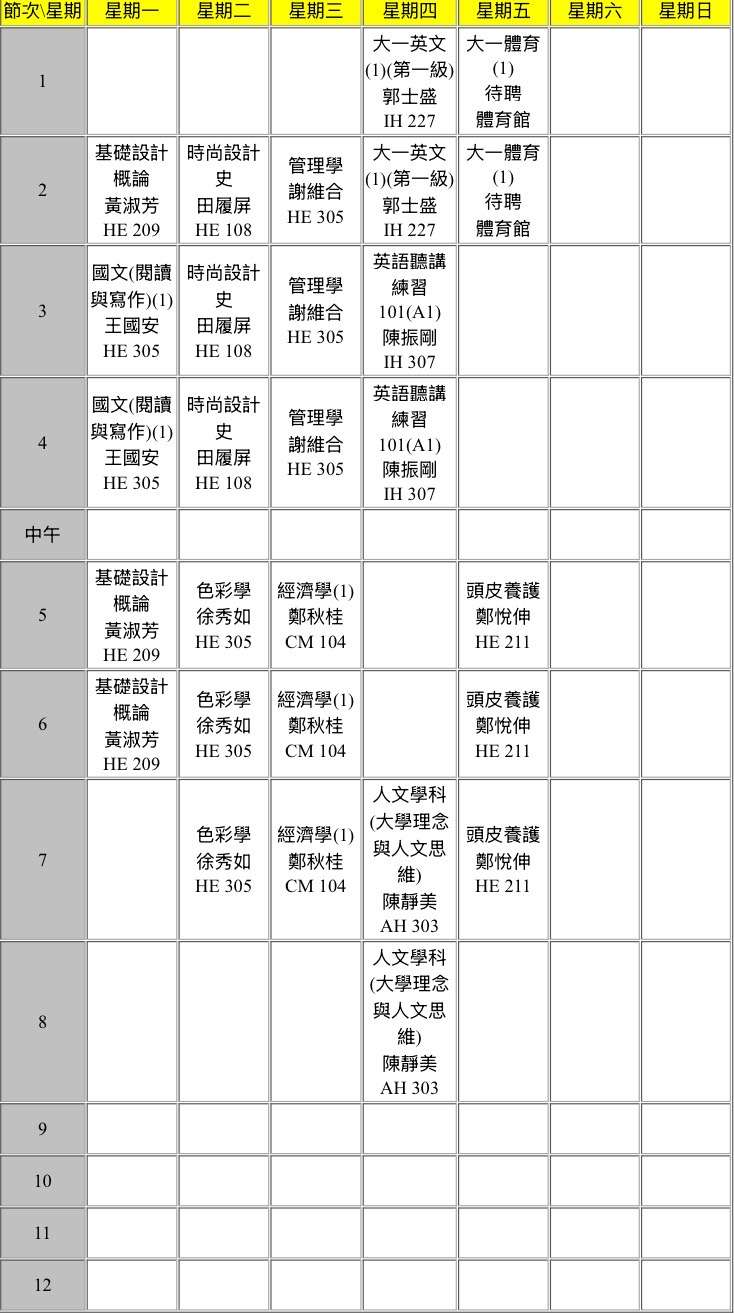 節次\星期 星期一 星期二 星期三 星期四 星期五 星期六 星期日
1
大一英文
(1)(第一級)
郭士盛
IH 227
大一體育
(1)
待聘
體育館
2
基礎設計
概論
黃淑芳
HE 209
時尚設計
史
田履屏
HE 108
管理學
謝維合
HE 305
大一英文
(1)(第一級)
郭士盛
IH 227
大一體育
(1)
待聘
體育館
3
國文(閱讀
與寫作)(1)
王國安
HE 305
時尚設計
史
田履屏
HE 108
管理學
謝維合
HE 305
英語聽講
練習
101(A1)
陳振剛
IH 307
4
國文(閱讀
與寫作)(1)
王國安
HE 305
時尚設計
史
田履屏
HE 108
管理學
謝維合
HE 305
英語聽講
練習
101(A1)
陳振剛
IH 307
中午
5
基礎設計
概論
黃淑芳
HE 209
色彩學
徐秀如
HE 305
經濟學(1)
鄭秋桂
CM 104
頭皮養護
鄭悅伸
HE 211
6
基礎設計
概論
黃淑芳
HE 209
色彩學
徐秀如
HE 305
經濟學(1)
鄭秋桂
CM 104
頭皮養護
鄭悅伸
HE 211
7
色彩學
徐秀如
HE 305
經濟學(1)
鄭秋桂
CM 104
人文學科
(大學理念
與人文思
維)
陳靜美
AH 303
頭皮養護
鄭悅伸
HE 211
8
人文學科
(大學理念
與人文思
維)
陳靜美
AH 303
9
10
11
12